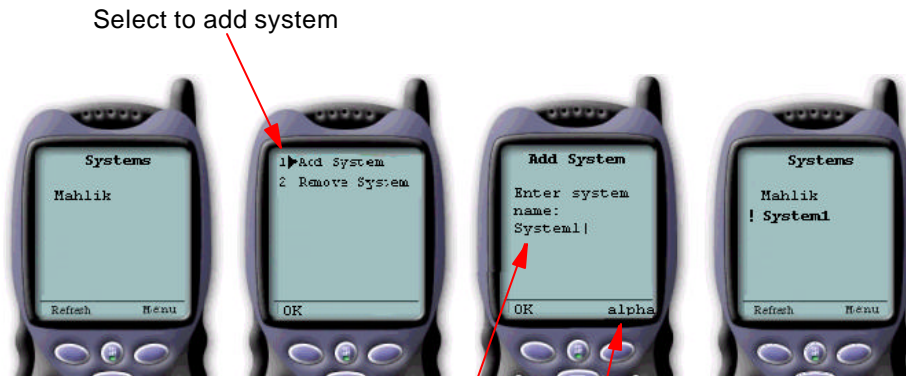 Select to add system
Systems
Mahlik
Refresh Menu
1 Add System
2 Remove System
OK
Add System
Enter system
name:
System1
OK alpha
Systems
Mahlik
! System1
Refresh Menu